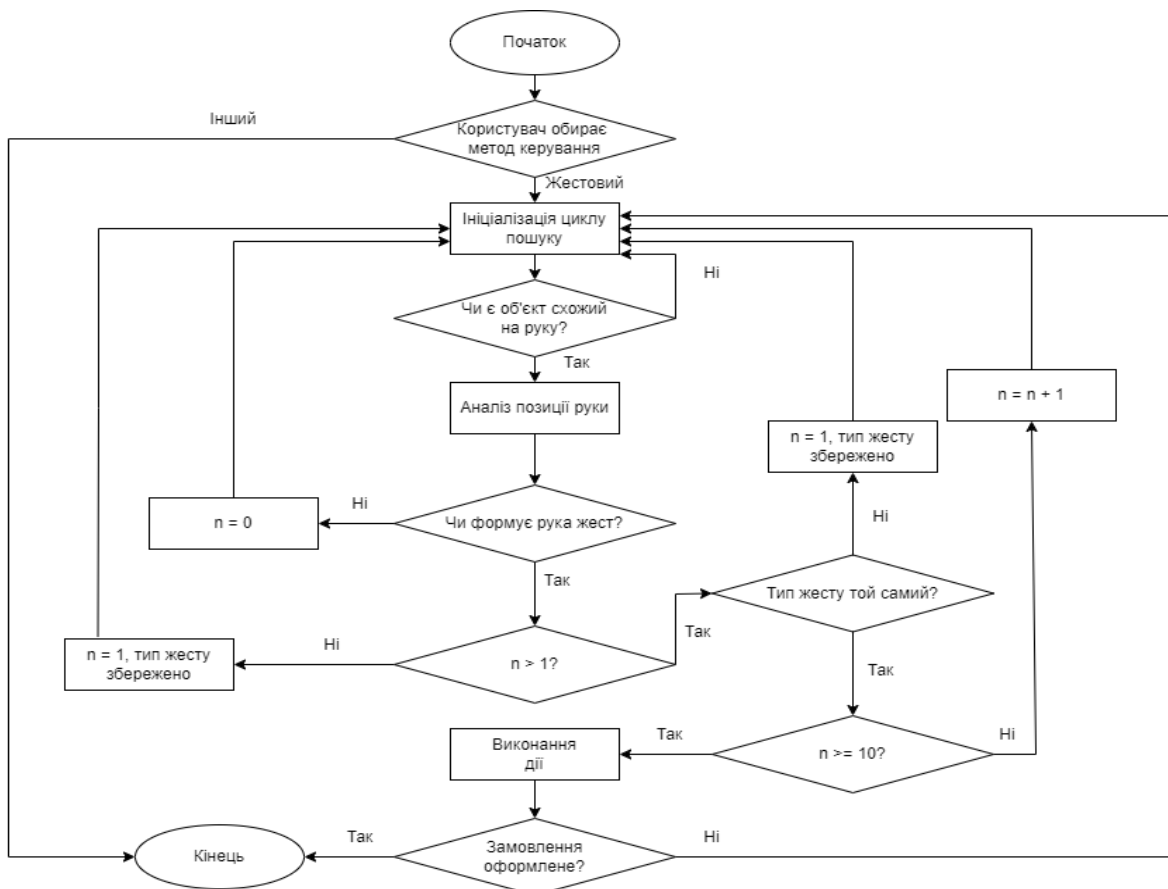 Початок
Інший
Користувач обирає
метод керування
Жестовий
Ініціалізація циклу
пошуку
Ні
Чи є об'єкт схожий
на руку?
Так
n = n + 1
Аналіз позиції руки
n = 1, тип жесту
збережено
Ні
n = 0
Чи формує рука жест?
Ні
Так
Тип жесту той самий?
Так
Ні
n = 1, тип жесту
збережено
n > 1?
Так
Виконання
дії
Так
n >= 10?
Ні
Так
Замовлення
оформлене?
Ні
Кінець